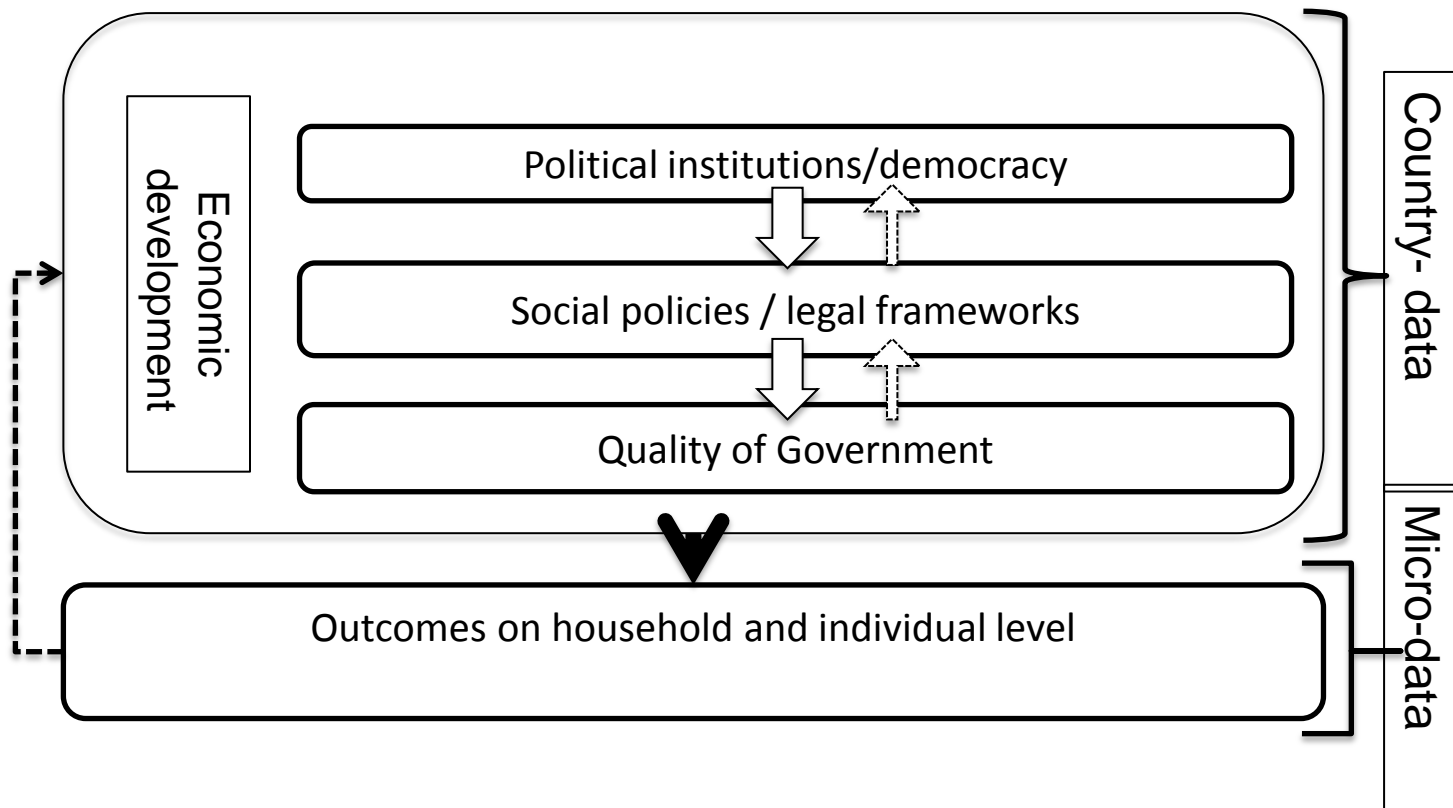 Political institutions/democracy
Economic
development
Social policies / legal frameworks
Quality of Government
Outcomes on household and individual level
Country- data
Micro-data